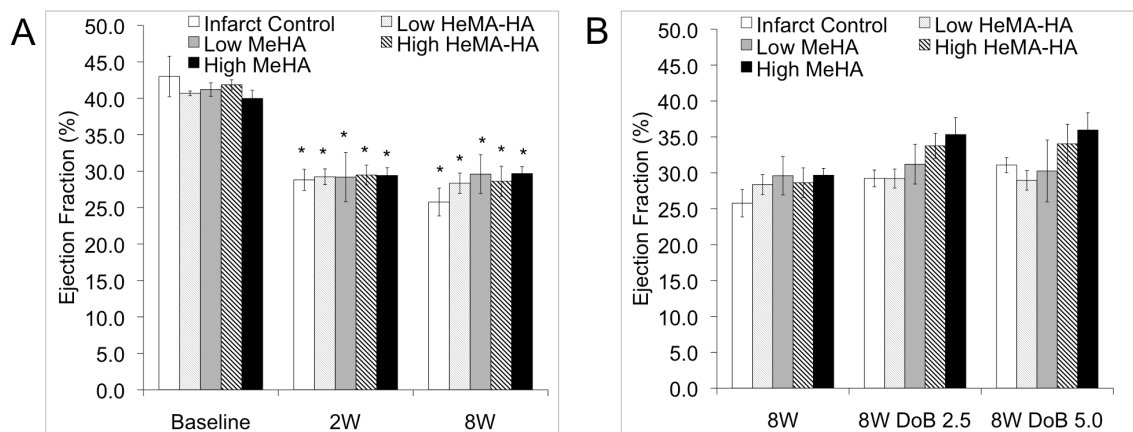 A
Infarct Control
Low HeMA-HA
Low MeHA
High HeMA-HA
High MeHA
Ejection Fraction (%)
50.0
45.0
40.0
35.0
30.0
25.0
20.0
15.0
10.0
5.0
0.0
* * * * *
* * * * *
Baseline 2W 8W
B
Infarct Control
Low HeMA-HA
Low MeHA
High HeMA-HA
High MeHA
Ejection Fraction (%)
50.0
45.0
40.0
35.0
30.0
25.0
20.0
15.0
10.0
5.0
0.0
8W 8W DoB 2.5 8W DoB 5.0